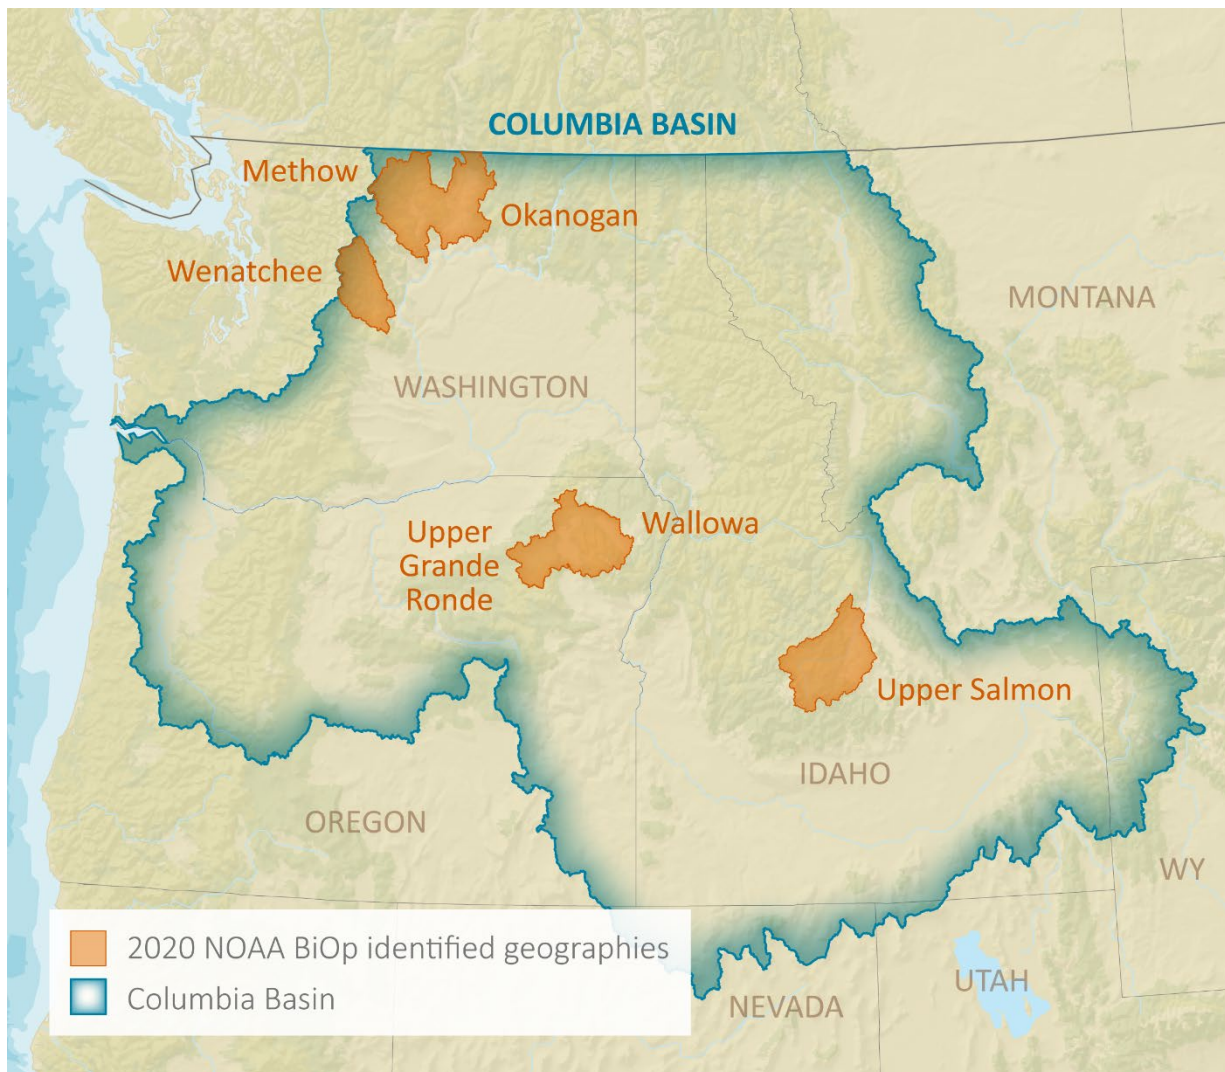 COLUMBIA BASIN
Methow
Okanogan
Wenatchee
MONTANA
WASHINGTON
Upper
Grande
Ronde
Wallowa
Upper Salmon
IDAHO
OREGON
WY
UTAH
NEVADA
2020 NOAA BiOp identified geographies
Columbia Basin